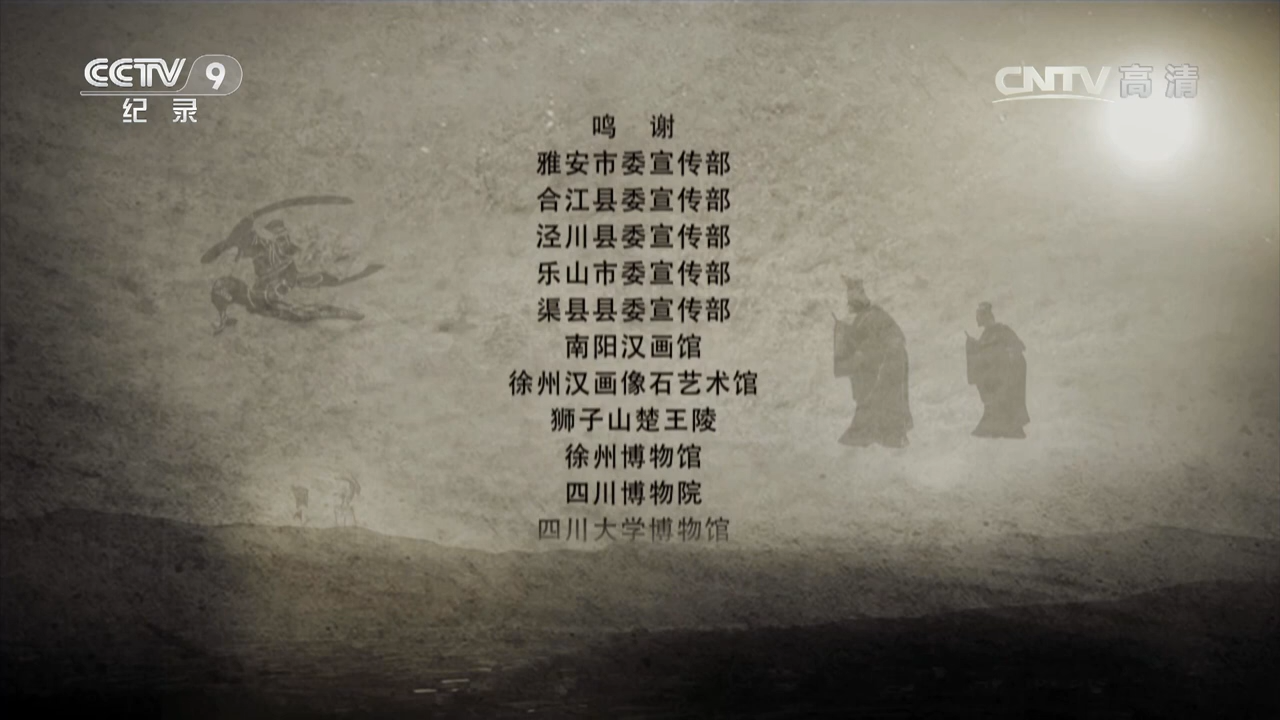 CCTV 9
纪录
CNTV 高清
鸣 谢
雅安市委宣传部
合江县委宣传部
泾川县委宣传部
乐山市委宣传部
渠县县委宣传部
南阳汉画馆
徐州汉画像石艺术馆
狮子山楚王陵
徐州博物馆
四川博物院
四川大学博物馆